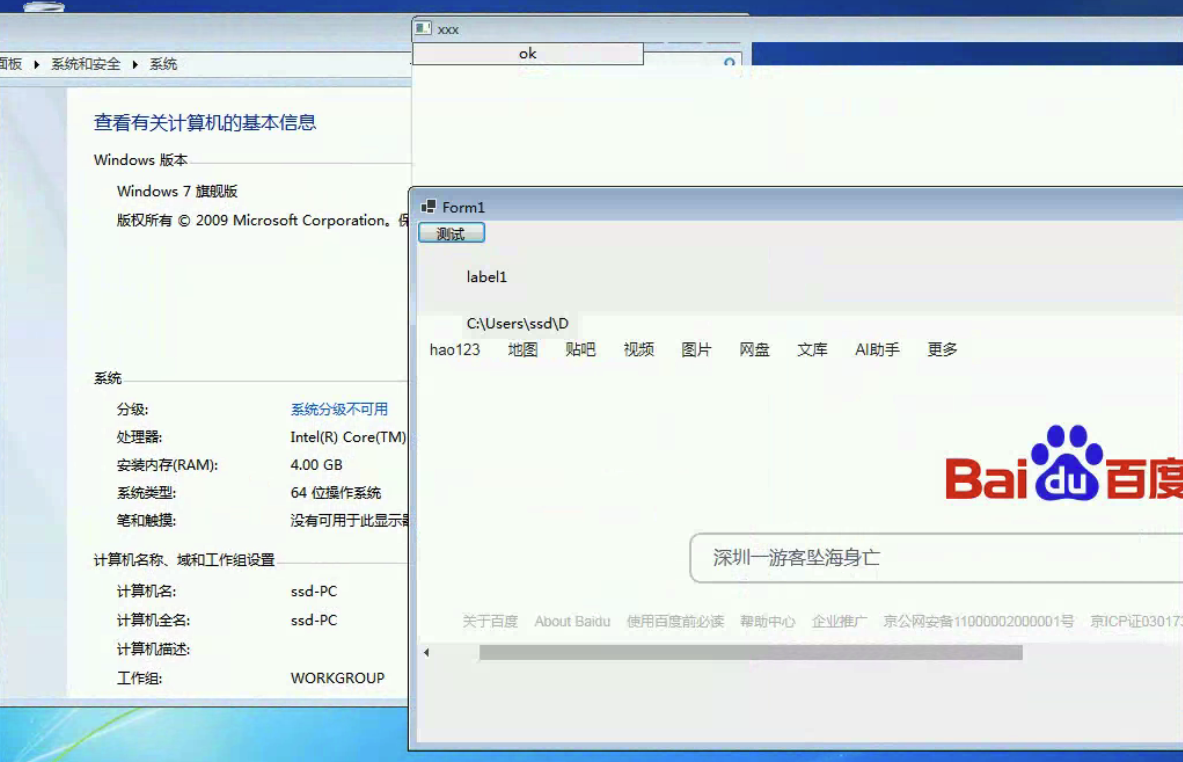 xxx
ok
面板 ▸ 系统和安全 ▸ 系统
查看有关计算机的基本信息
Windows 版本
Windows 7 旗舰版
版权所有 © 2009 Microsoft Corporation。保
系统
分级: 系统分级不可用
处理器: Intel(R) Core(TM)
安装内存(RAM): 4.00 GB
系统类型: 64 位操作系统
笔和触摸: 没有可用于此显示器
计算机名称、域和工作组设置
计算机名: ssd-PC
计算机全名: ssd-PC
计算机描述:
工作组: WORKGROUP
Form1
测试
label1
C:\Users\ssd\D
hao123 地图 贴吧 视频 图片 网盘 文库 AI助手 更多
Bai du 百度
深圳一游客坠海身亡
关于百度 About Baidu 使用百度前必读 帮助中心 企业推广 京公网安备11000002000001号 京ICP证030173